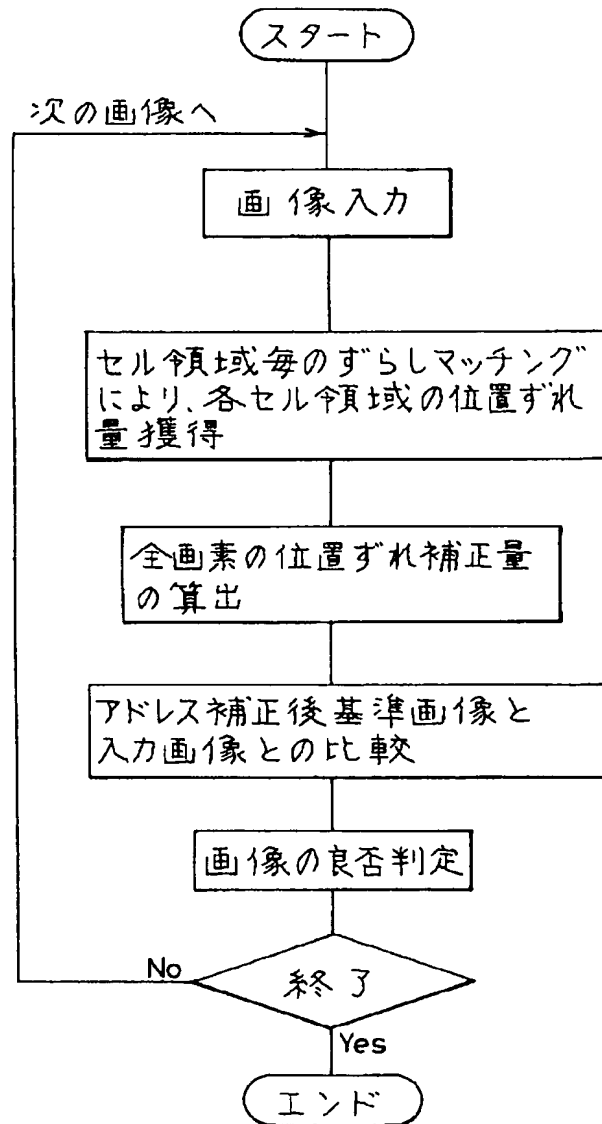 スタート
次の画像へ
画像入力
セル領域毎のずらしマッチング
により、各セル領域の位置ずれ
量獲得
全画素の位置ずれ補正量
の算出
アドレス補正後基準画像と
入力画像との比較
画像の良否判定
No
終了
Yes
エンド